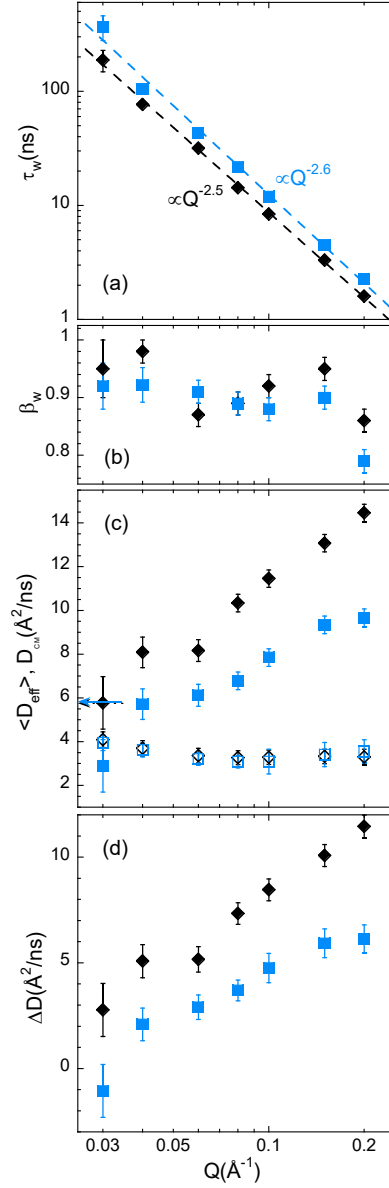 100
10
1
τw(ns)
∝Q-2.5
∝Q-2.6
(a)
1
0.9
0.8
βw
(b)
14
12
10
8
6
4
2
<Deff>, DCM(Å2/ns)
(c)
10
5
0
ΔD(Å2/ns)
(d)
0.03 0.05 0.1 0.2
Q(Å-1)